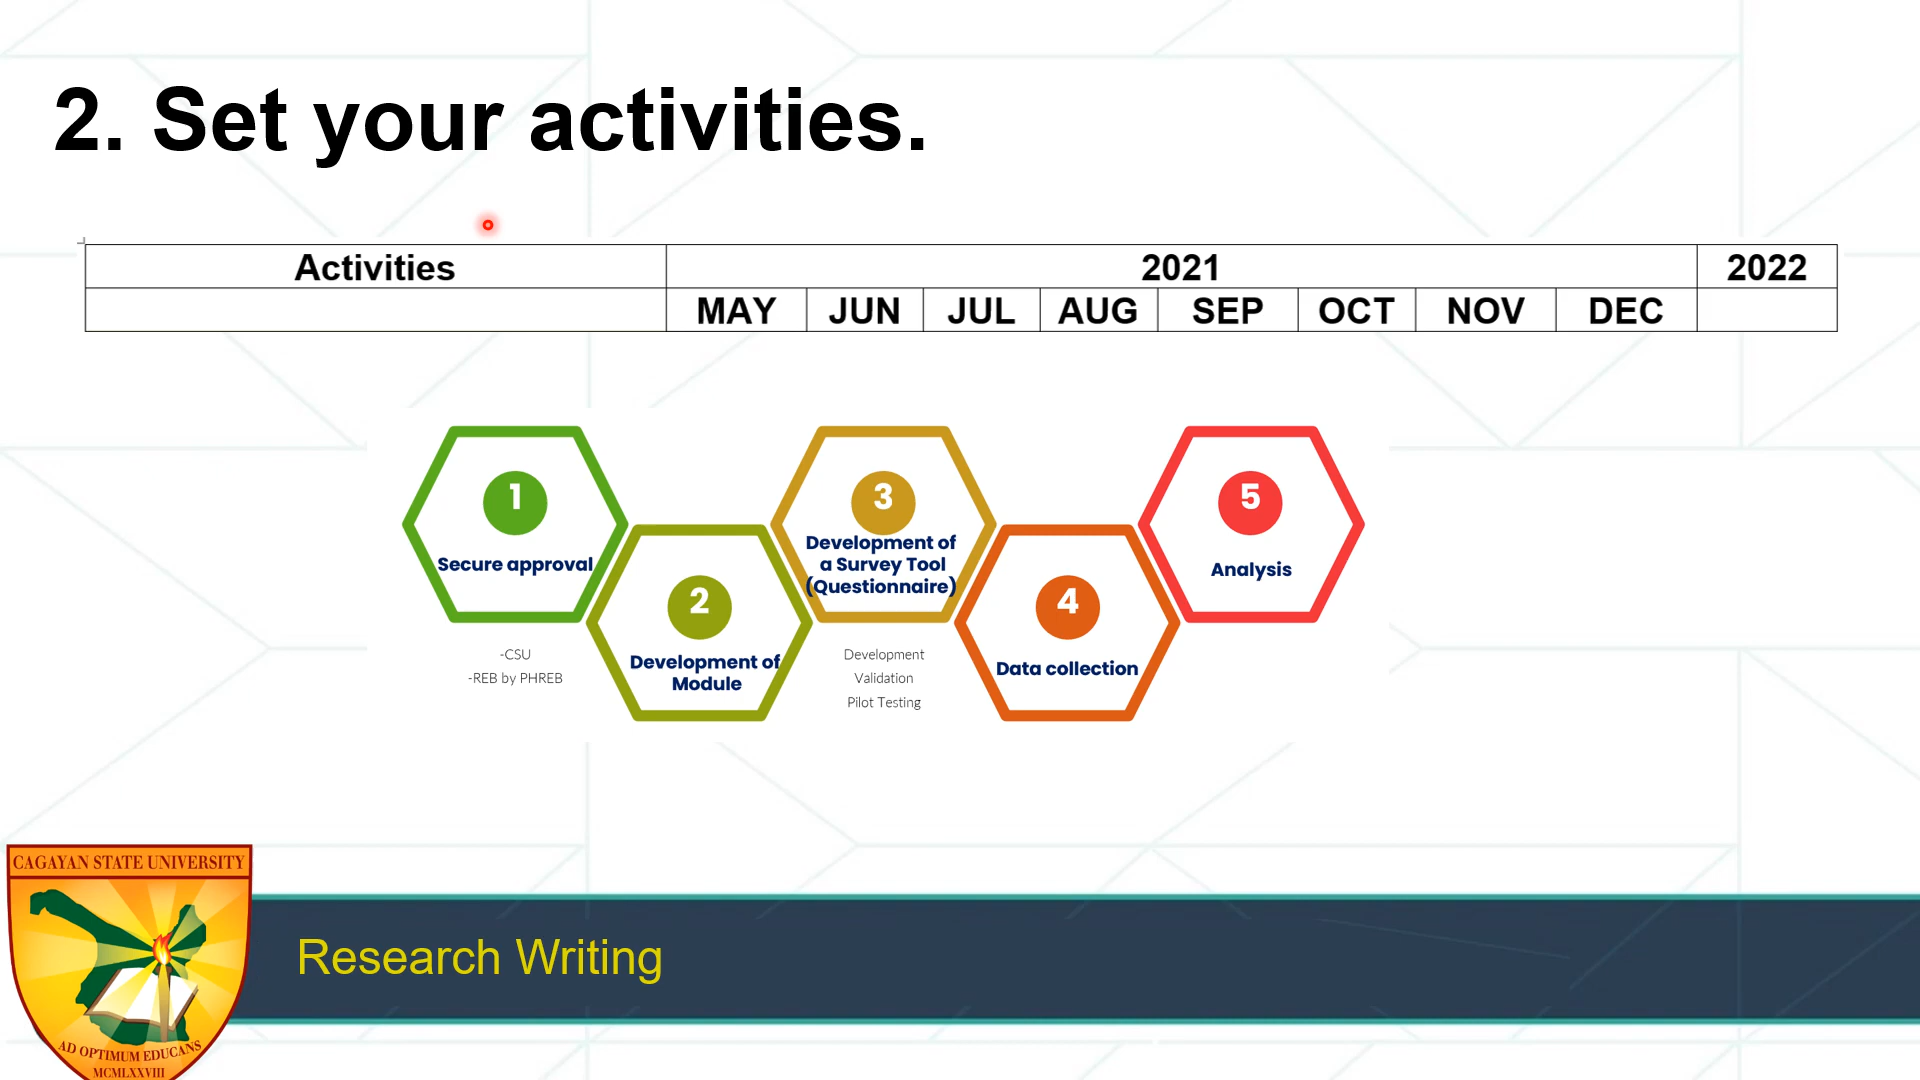 2. Set your activities.
Activities 2021 2022
MAY JUN JUL AUG SEP OCT NOV DEC
1
Secure approval
-CSU
-REB by PHREB
2
Development of
Module
3
Development of
a Survey Tool
(Questionnaire)
Development
Validation
Pilot Testing
4
Data collection
5
Analysis
CAGAYAN STATE UNIVERSITY
AD OPTIMUM EDUCANS
MCMLXXVIII
Research Writing